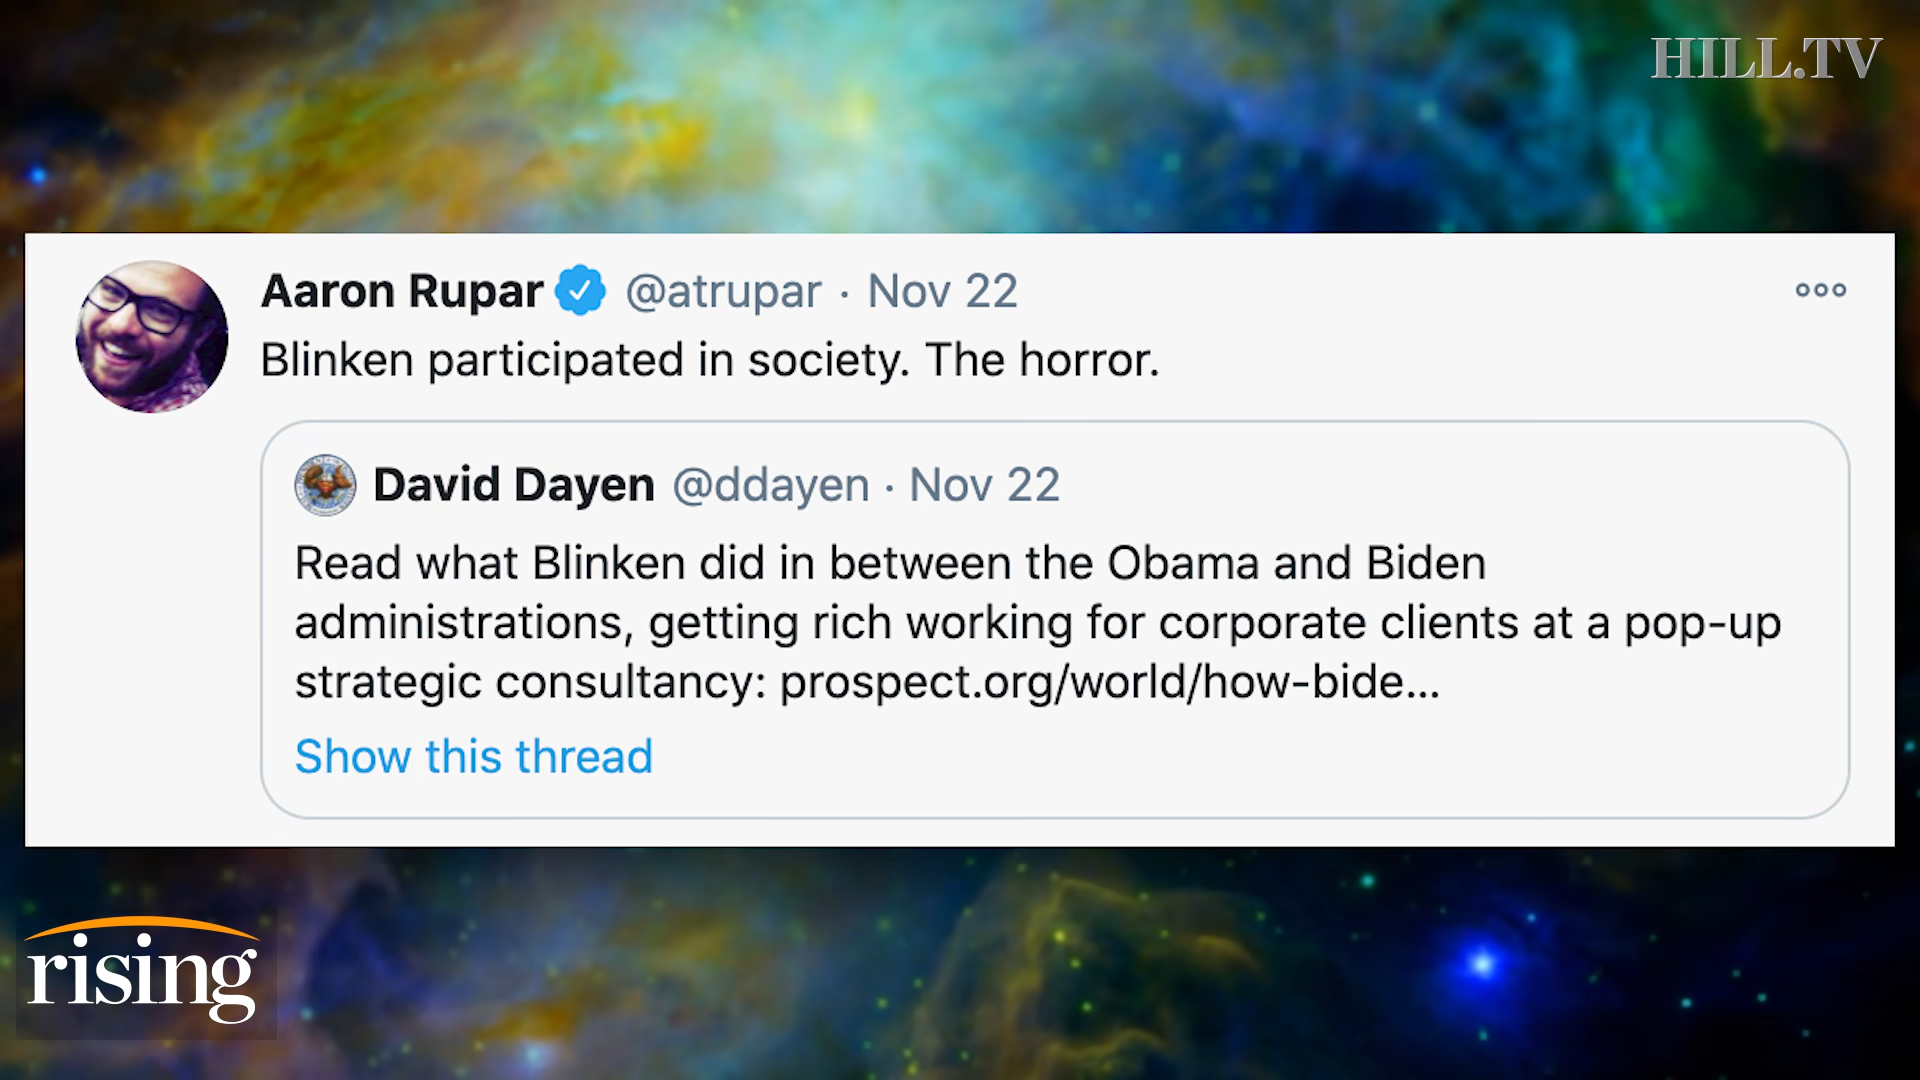 HILL.TV
Aaron Rupar @atrupar · Nov 22
Blinken participated in society. The horror.
David Dayen @ddayen · Nov 22
Read what Blinken did in between the Obama and Biden
administrations, getting rich working for corporate clients at a pop-up
strategic consultancy: prospect.org/world/how-bide...
Show this thread
rising